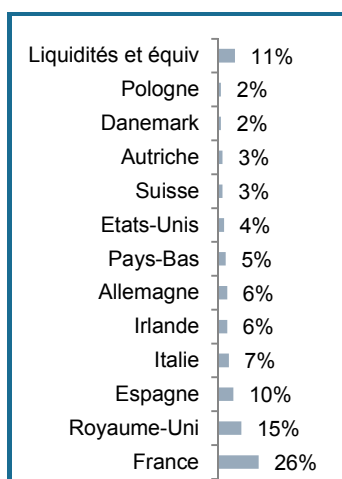 Liquidités et équiv 11%
Pologne 2%
Danemark 2%
Autriche 3%
Suisse 3%
Etats-Unis 4%
Pays-Bas 5%
Allemagne 6%
Irlande 6%
Italie 7%
Espagne 10%
Royaume-Uni 15%
France 26%